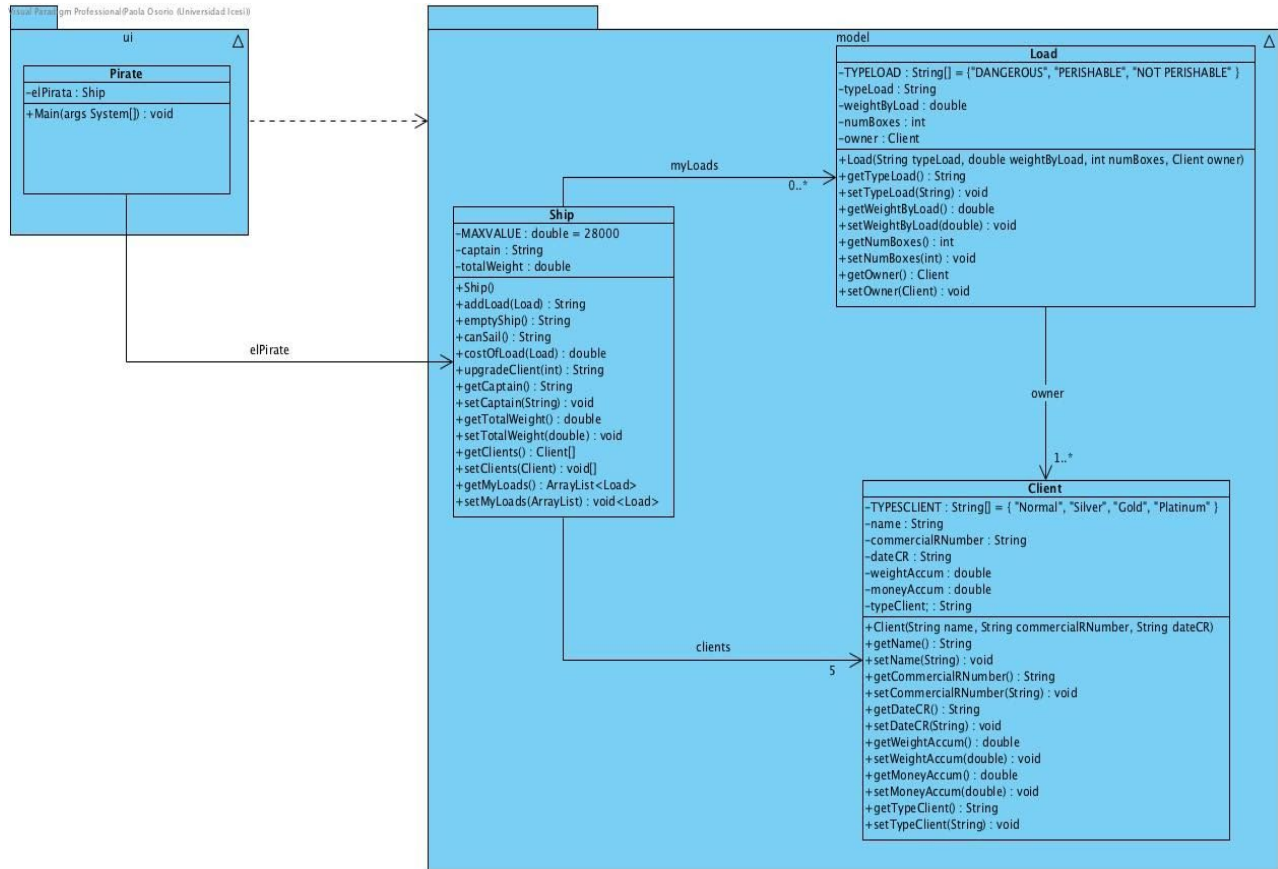 Visual Paradigm Professional(Paola Osorio (Universidad Icesi))
ui
Pirate
-elPirata : Ship
+Main(args System[]) : void
model
Load
-TYPELOAD : String[] = {"DANGEROUS", "PERISHABLE", "NOT PERISHABLE" }
-typeLoad : String
-weightByLoad : double
-numBoxes : int
-owner : Client
+Load(String typeLoad, double weightByLoad, int numBoxes, Client owner)
+getTypeLoad() : String
+setTypeLoad(String) : void
+getWeightByLoad() : double
+setWeightByLoad(double) : void
+getNumBoxes() : int
+setNumBoxes(int) : void
+getOwner() : Client
+setOwner(Client) : void
myLoads
0..*
Ship
-MAXVALUE : double = 28000
-captain : String
-totalWeight : double
+Ship()
+addLoad(Load) : String
+emptyShip() : String
+canSail() : String
+costOfLoad(Load) : double
+upgradeClient(int) : String
+getCaptain() : String
+setCaptain(String) : void
+getTotalWeight() : double
+setTotalWeight(double) : void
+getClients() : Client[]
+setClients(Client) : void[]
+getMyLoads() : ArrayList<Load>
+setMyLoads(ArrayList) : void<Load>
elPirate
owner
1..*
clients
5
Client
-TYPESCLIENT : String[] = { "Normal", "Silver", "Gold", "Platinum" }
-name : String
-commercialRNumber : String
-dateCR : String
-weightAccum : double
-moneyAccum : double
-typeClient; : String
+Client(String name, String commercialRNumber, String dateCR)
+getName() : String
+setName(String) : void
+getCommercialRNumber() : String
+setCommercialRNumber(String) : void
+getDateCR() : String
+setDateCR(String) : void
+getWeightAccum() : double
+setWeightAccum(double) : void
+getMoneyAccum() : double
+setMoneyAccum(double) : void
+getTypeClient() : String
+setTypeClient(String) : void